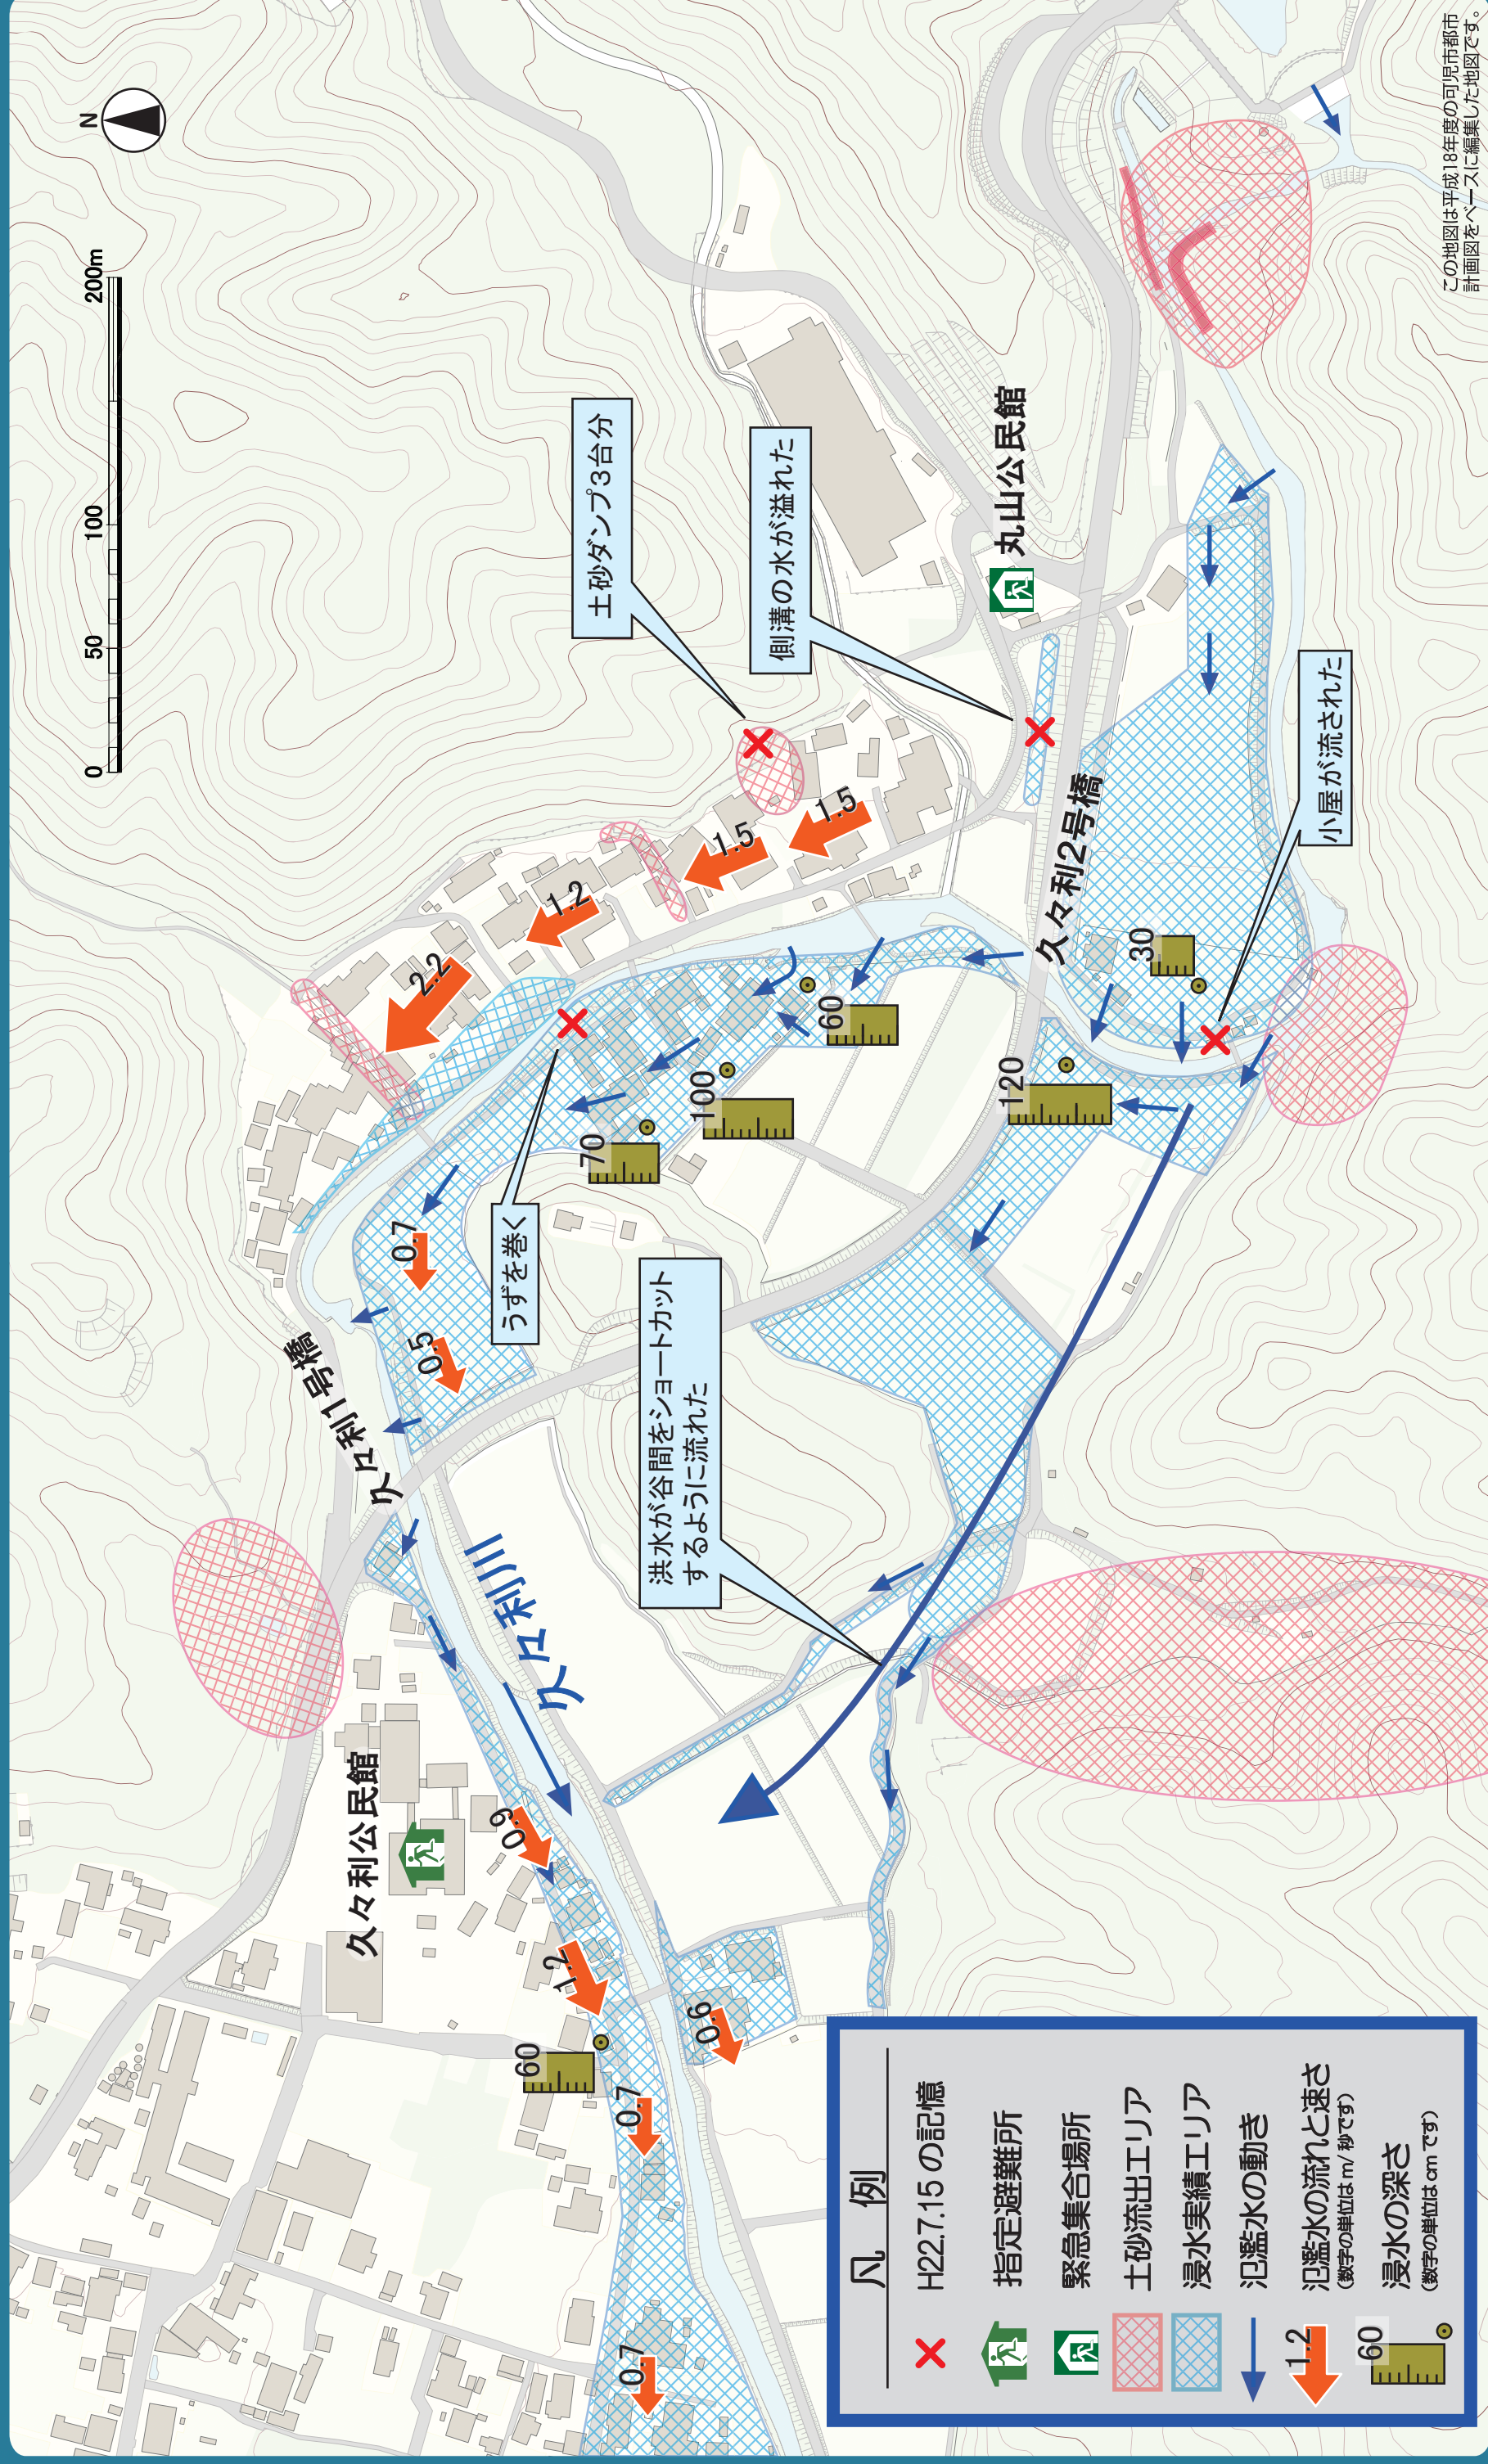 N
0 50 100 200m
土砂ダンプ3台分
側溝の水が溢れた
丸山公民館
小屋が流された
久々利2号橋
1.5
1.5
1.2
2.2
30
60
120
100
70
うずを巻く
0.7
0.5
久々利1号橋
洪水が谷間をショートカット
するように流れた
久々利川
久々利公民館
0.9
1.2
0.6
60
0.7
0.7
凡 例
H22.7.15の記憶
指定避難所
緊急集合場所
土砂流出エリア
浸水実績エリア
氾濫水の動き
1.2
氾濫水の流れと速さ
(数字の単位はm/秒です)
60
浸水の深さ
(数字の単位はcmです)
この地図は平成18年度の可児市都市
計画図をベースに編集した地図です。